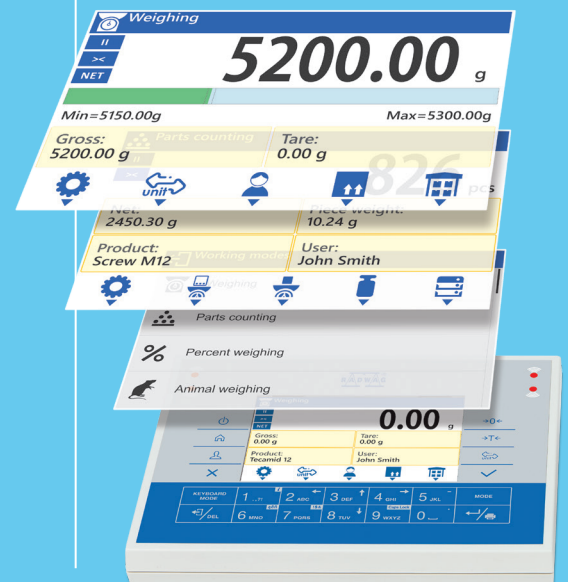 Weighing
NET
5200.00 g
Min=5150.00g
Max=5300.00g
Gross:
5200.00 g
Tare:
0.00 g
unit
Parts counting
826 pcs
Net:
2450.30 g
Piece weight:
10.24 g
Product:
Screw M12
User:
John Smith
Working modes
Weighing
Parts counting
% Percent weighing
Animal weighing
Weighing
NET
0.00 g
Gross:
0.00 g
Tare:
0.00 g
Product:
Tecamid 12
User:
John Smith
unit
→0←
→T←
KEYBOARD
MODE
1 2 ABC 3 DEF 4 GHI 5 JKL MODE
DEL 6 MNO 7 PQRS 8 TUV 9 WXYZ 0